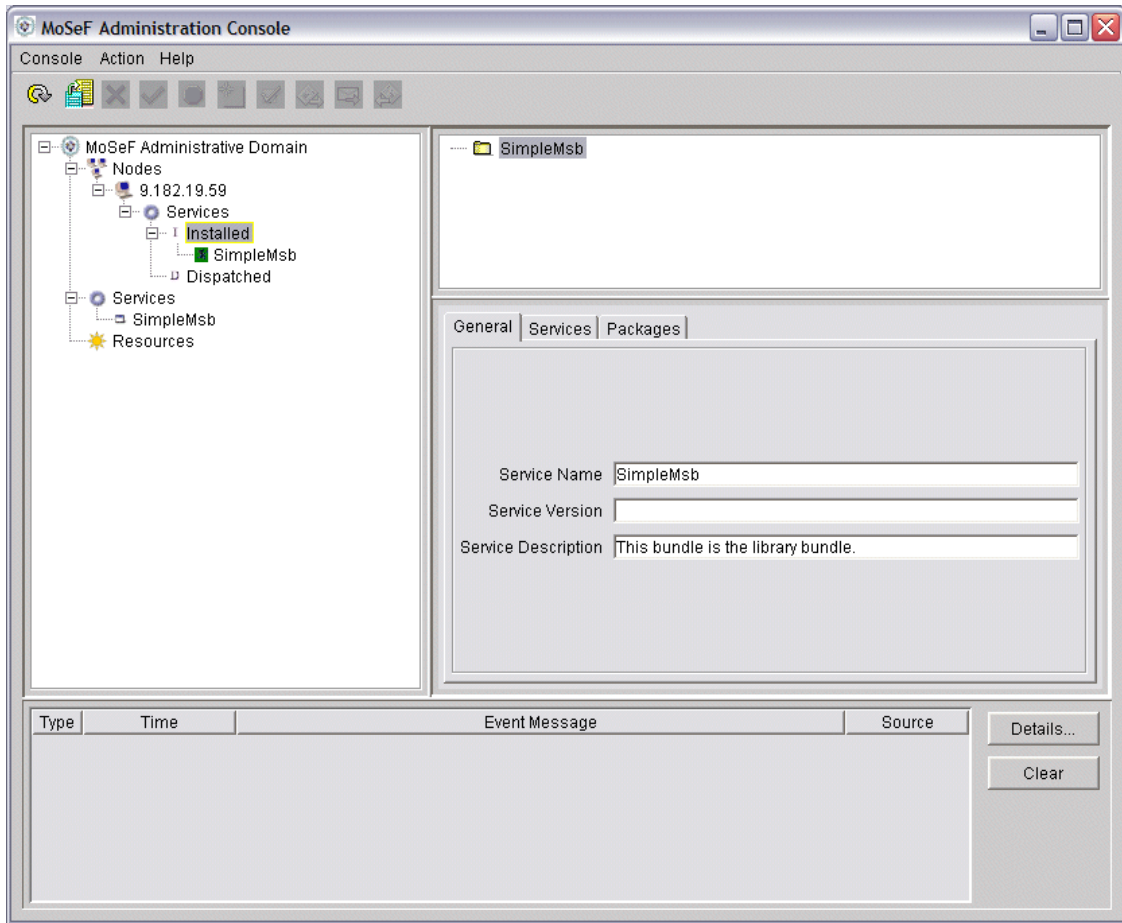 MoSeF Administration Console
Console Action Help
MoSeF Administrative Domain
Nodes
9.182.19.59
Services
I Installed
SimpleMsb
D Dispatched
Services
SimpleMsb
Resources
SimpleMsb
General Services Packages
Service Name SimpleMsb
Service Version
Service Description This bundle is the library bundle.
Type Time Event Message Source
Details...
Clear